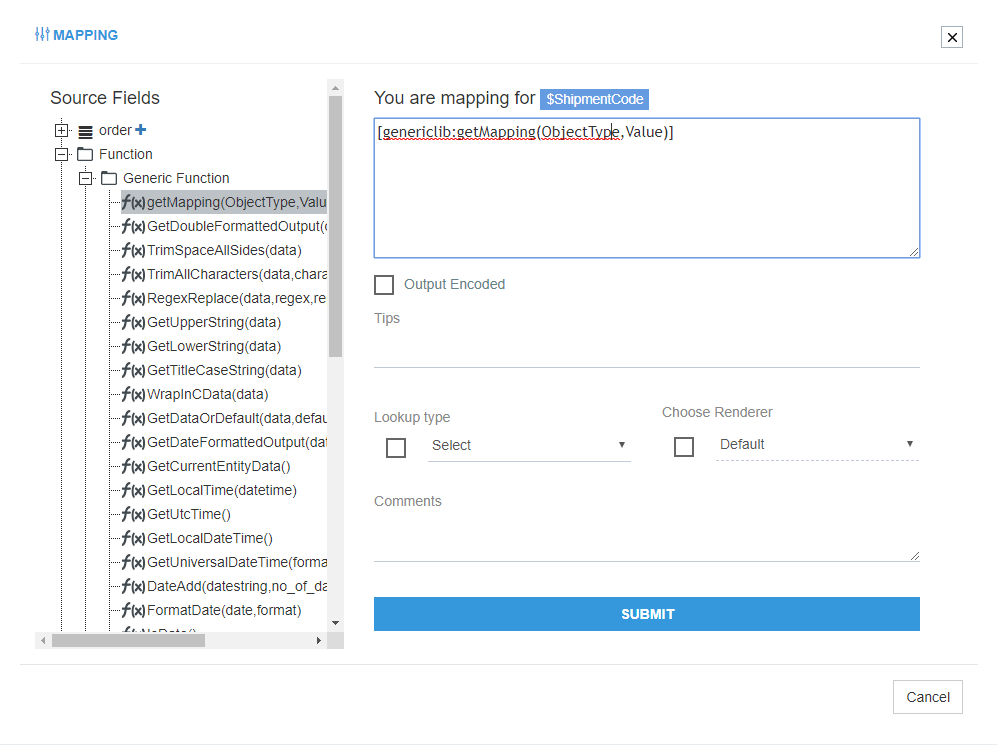 MAPPING
Source Fields
order
Function
Generic Function
f(x)getMapping(ObjectType,Valu
f(x)GetDoubleFormattedOutput(
f(x)TrimSpaceAllSides(data)
f(x)TrimAllCharacters(data,chara
f(x)RegexReplace(data,regex,re
f(x)GetUpperString(data)
f(x)GetLowerString(data)
f(x)GetTitleCaseString(data)
f(x)WrapInCData(data)
f(x)GetDataOrDefault(data,defau
f(x)GetDateFormattedOutput(dat
f(x)GetCurrentEntityData()
f(x)GetLocalTime(datetime)
f(x)GetUtcTime()
f(x)GetLocalDateTime()
f(x)GetUniversalDateTime(forma
f(x)DateAdd(datestring,no_of_da
f(x)FormatDate(date,format)
You are mapping for $ShipmentCode
[genericlib:getMapping(ObjectType,Value)]
Output Encoded
Tips
Lookup type
Select
Choose Renderer
Default
Comments
SUBMIT
Cancel